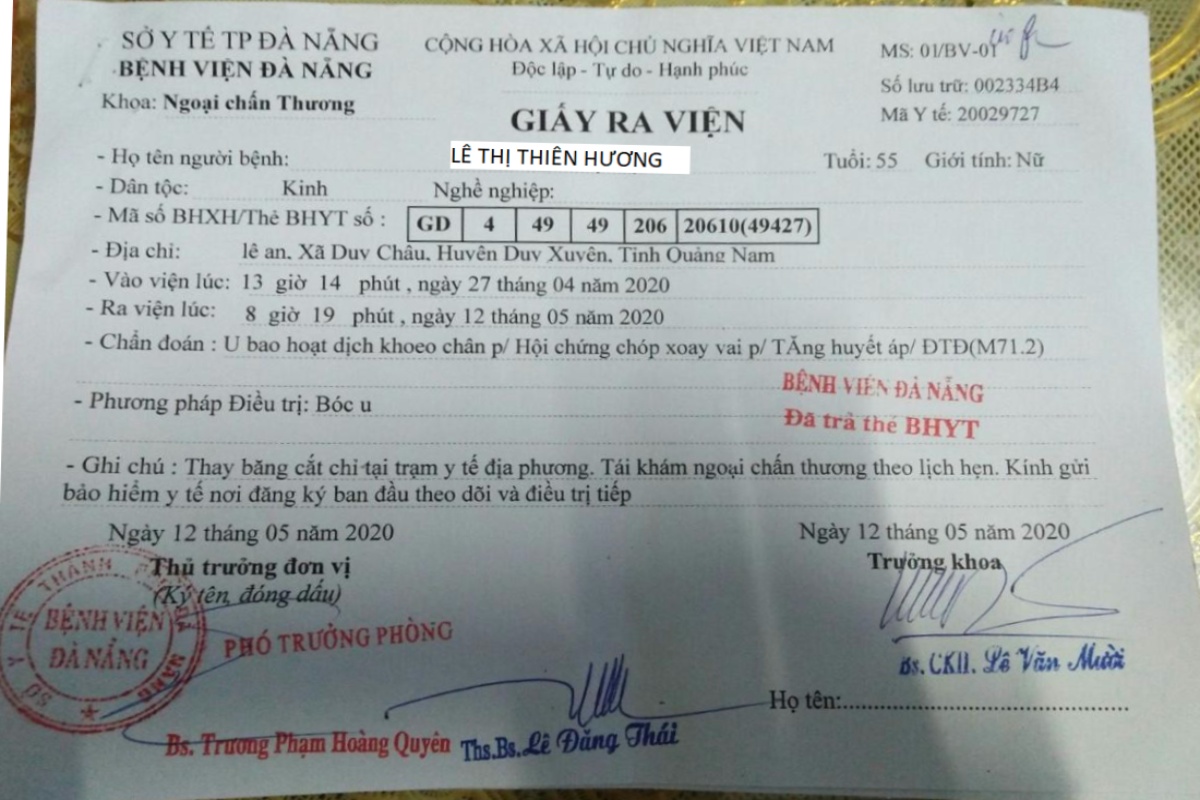 SỞ Y TẾ TP ĐÀ NẴNG
BỆNH VIỆN ĐÀ NẴNG
Khoa: Ngoại chấn Thương
CỘNG HÒA XÃ HỘI CHỦ NGHĨA VIỆT NAM
Độc lập - Tự do - Hạnh phúc
MS: 01/BV-01
Số lưu trữ: 002334B4
Mã Y tế: 20029727
GIẤY RA VIỆN
- Họ tên người bệnh: LÊ THỊ THIÊN HƯƠNG Tuổi: 55 Giới tính: Nữ
- Dân tộc: Kinh Nghề nghiệp:
- Mã số BHXH/Thẻ BHYT số : GD 4 49 49 206 20610(49427)
- Địa chỉ: lê an, Xã Duy Châu, Huyện Duy Xuyên, Tỉnh Quảng Nam
- Vào viện lúc: 13 giờ 14 phút , ngày 27 tháng 04 năm 2020
- Ra viện lúc: 8 giờ 19 phút , ngày 12 tháng 05 năm 2020
- Chẩn đoán : U bao hoạt dịch khoeo chân p/ Hội chứng chóp xoay vai p/ TĂng huyết áp/ ĐTĐ(M71.2)
BỆNH VIỆN ĐÀ NẴNG
Đã trả thẻ BHYT
- Phương pháp Điều trị: Bóc u
- Ghi chú : Thay băng cắt chỉ tại trạm y tế địa phương. Tái khám ngoại chấn thương theo lịch hẹn. Kính gửi
bảo hiểm y tế nơi đăng ký ban đầu theo dõi và điều trị tiếp
Ngày 12 tháng 05 năm 2020
Thủ trưởng đơn vị
(Ký tên, đóng dấu)
SỞ Y TẾ THÀNH PHỐ ĐÀ NẴNG
BỆNH VIỆN
ĐÀ NẴNG
PHÓ TRƯỞNG PHÒNG
Bs. Trương Phạm Hoàng Quyên
Ths.Bs. Lê Đăng Thái
Ngày 12 tháng 05 năm 2020
Trưởng khoa
Bs.CKII. Lê Văn Mười
Họ tên: